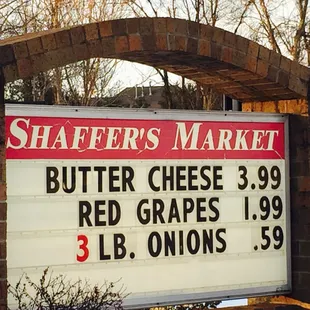 SHAFFER'S MARKET
BUTTER CHEESE 3.99
RED GRAPES 1.99
3 LB. ONIONS .59